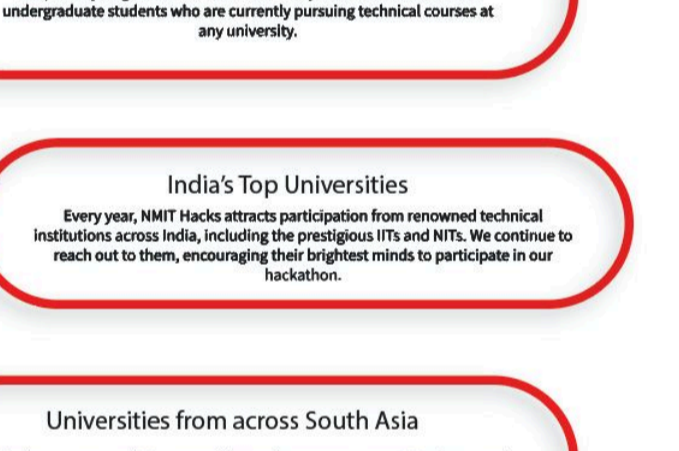 undergraduate students who are currently pursuing technical courses at
any university.
India's Top Universities
Every year, NMIT Hacks attracts participation from renowned technical
institutions across India, including the prestigious IITs and NITs. We continue to
reach out to them, encouraging their brightest minds to participate in our
hackathon.
Universities from across South Asia